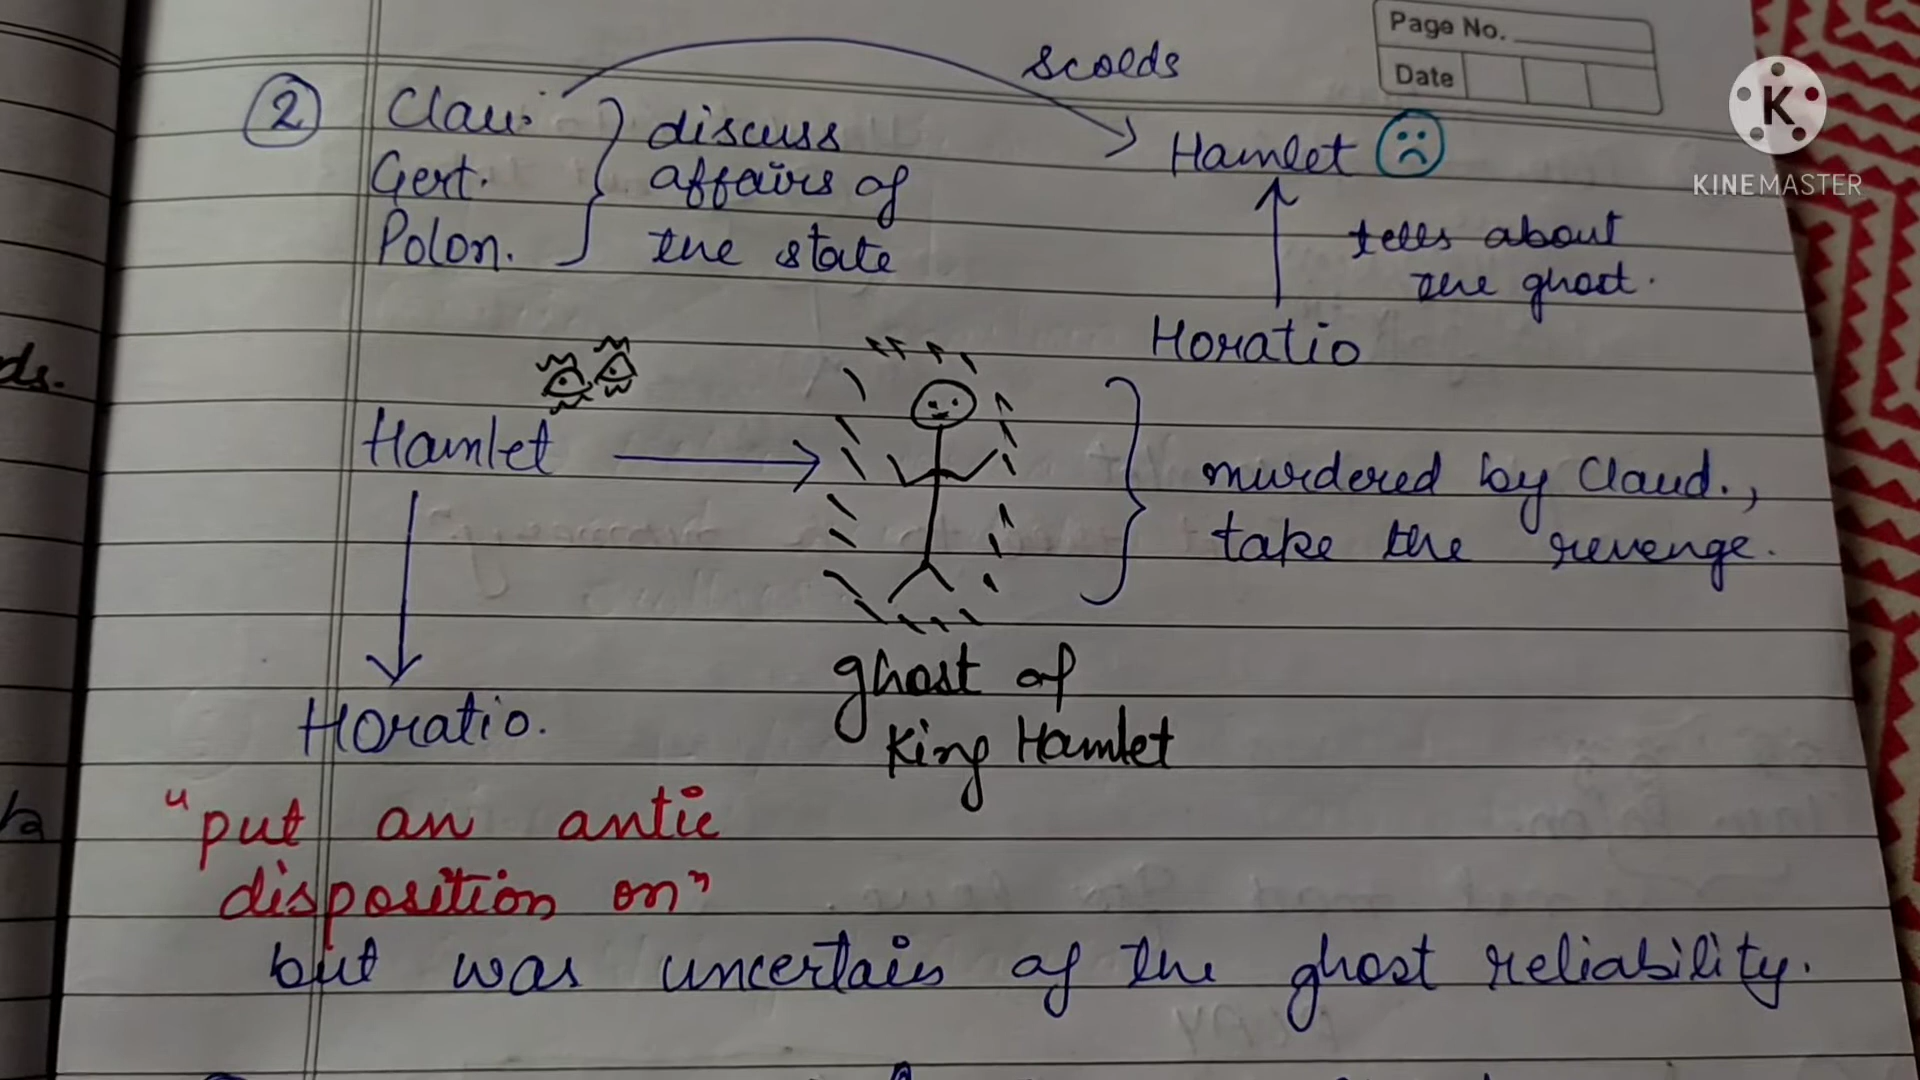 Page No.
Date
KINEMASTER
scolds
2 Clau.
Gert.
Polon.
discuss
affairs of
the state
Hamlet
tells about
the ghost.
Horatio
Hamlet
murdered by Claud.,
take the revenge.
ghost of
King Hamlet
Horatio.
"put an antic
disposition on"
but was uncertain of the ghost reliability.
ds.